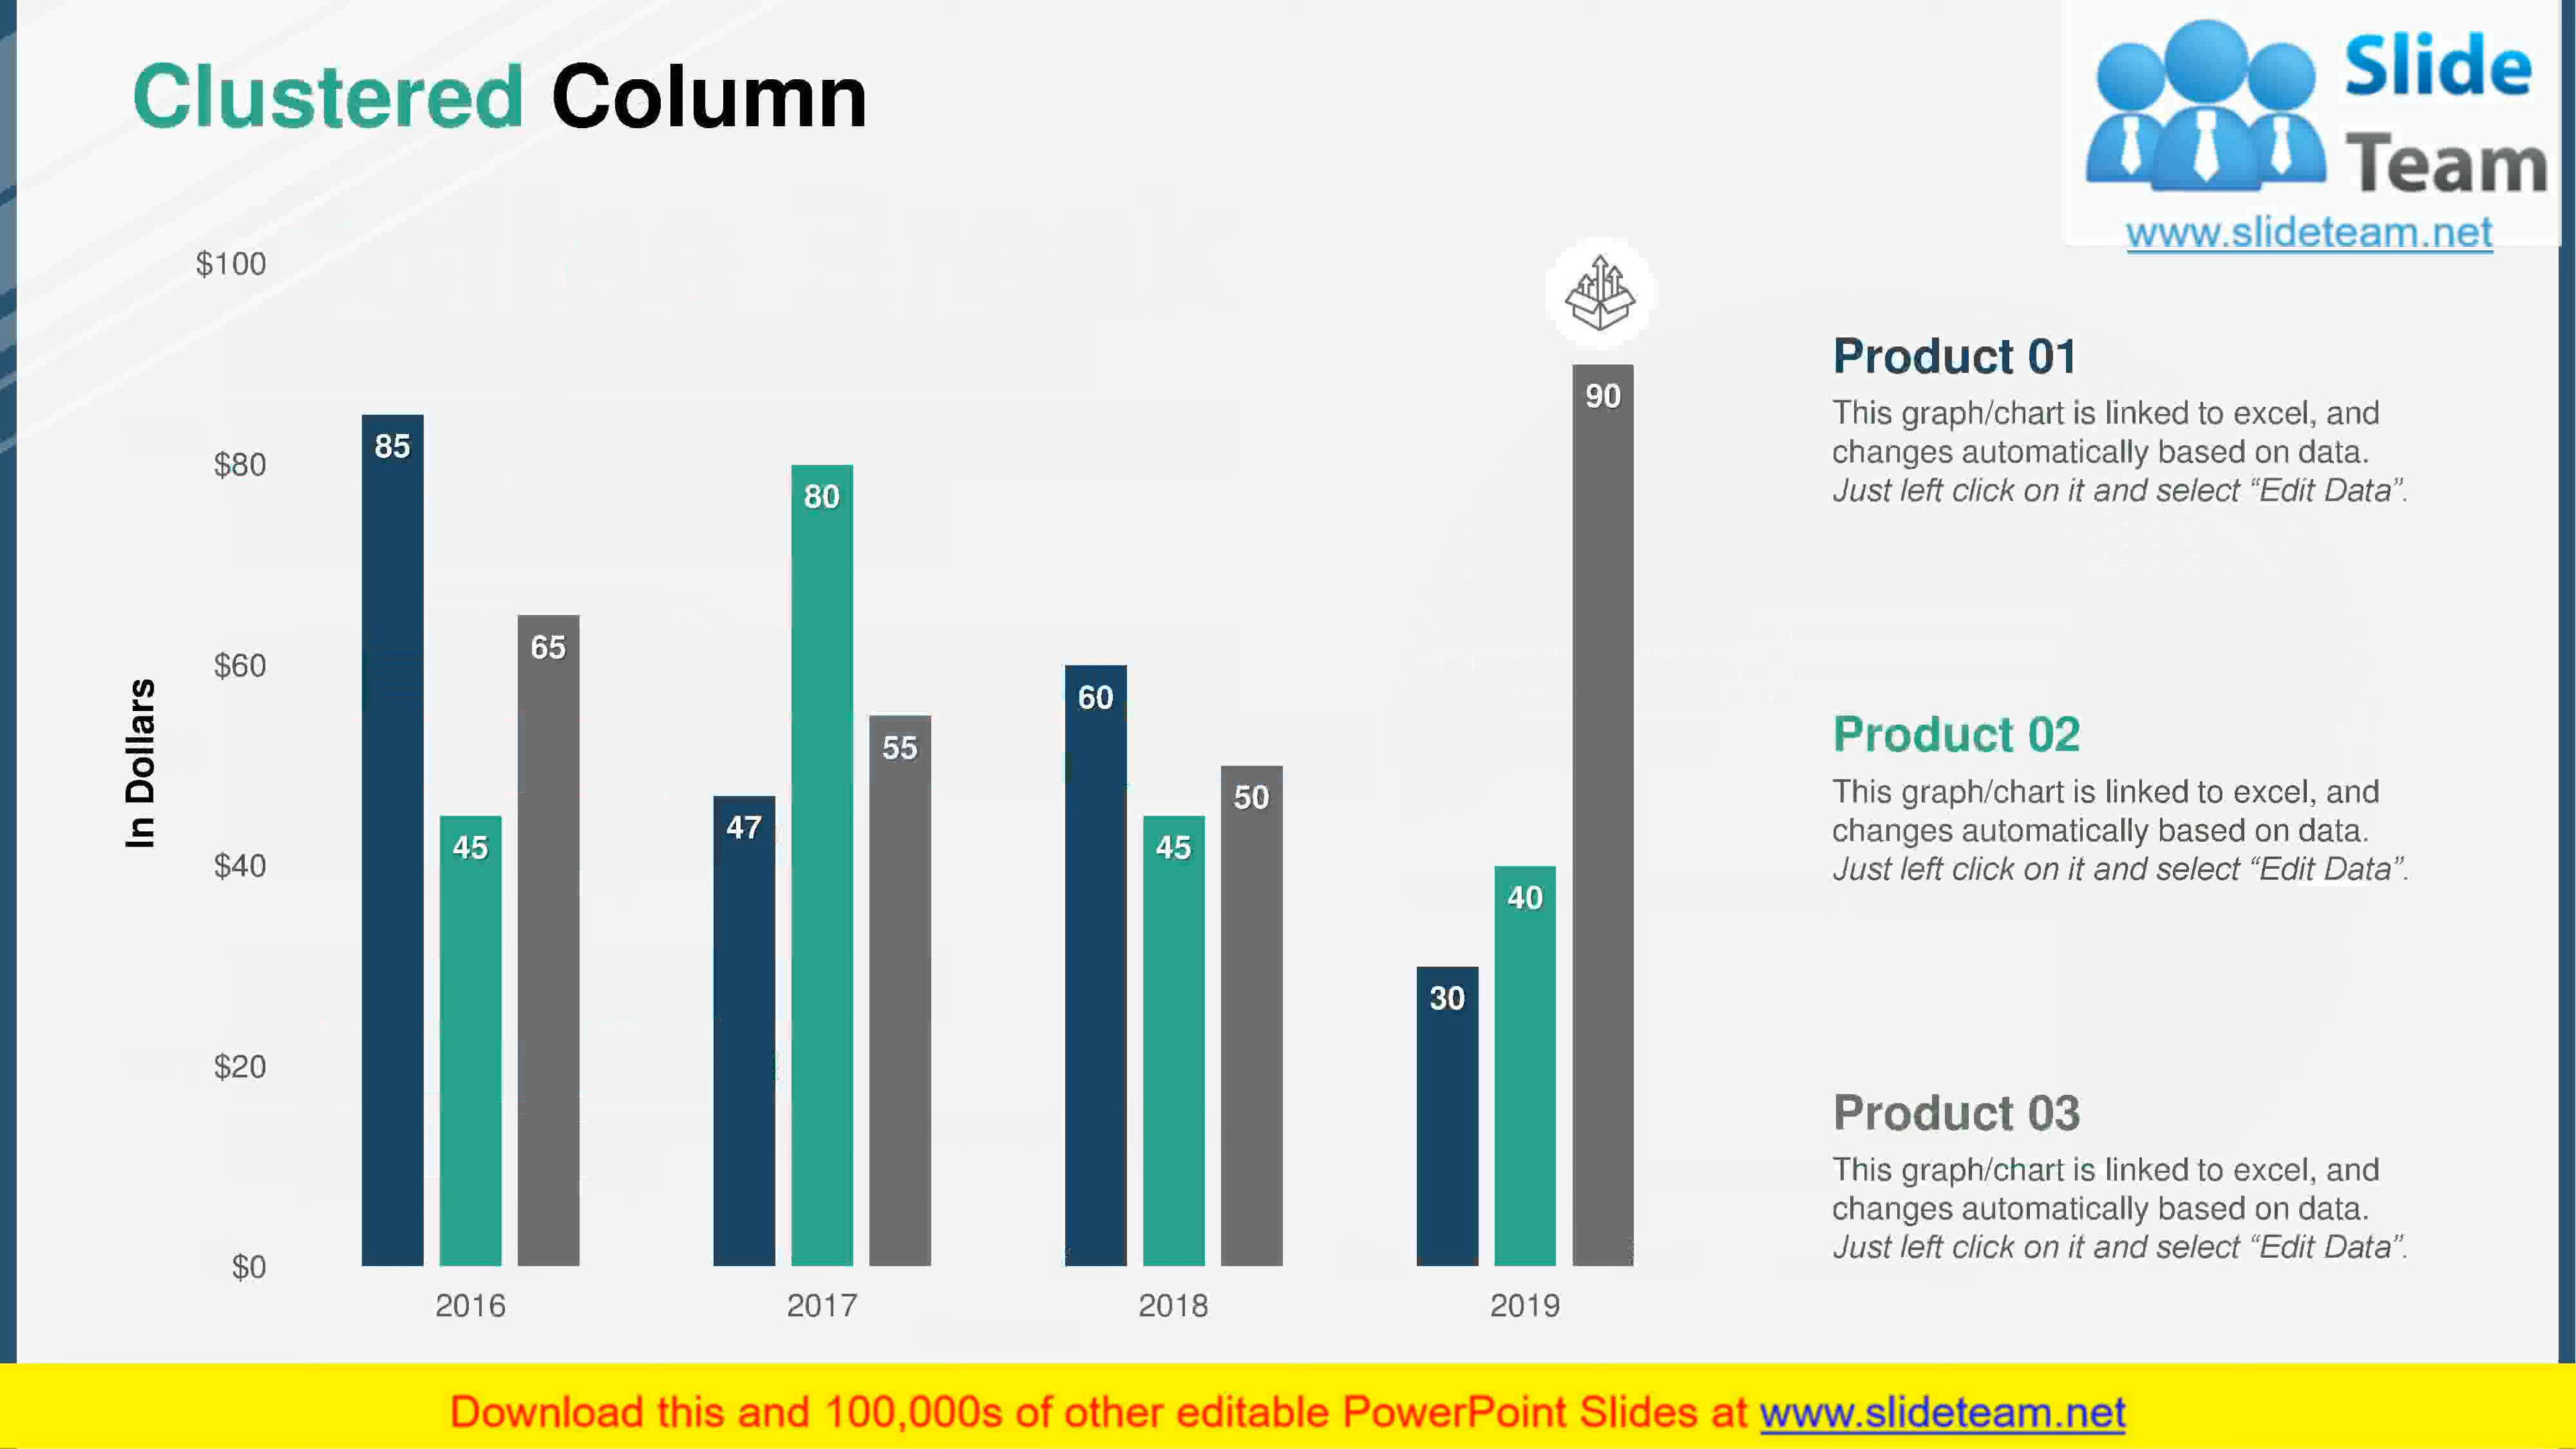 Clustered Column
Slide
Team
www.slideteam.net
In Dollars
$100
$80
$60
$40
$20
$0
85
45
65
47
80
55
60
45
50
30
40
90
2016
2017
2018
2019
Product 01
This graph/chart is linked to excel, and
changes automatically based on data.
Just left click on it and select “Edit Data”.
Product 02
This graph/chart is linked to excel, and
changes automatically based on data.
Just left click on it and select “Edit Data”.
Product 03
This graph/chart is linked to excel, and
changes automatically based on data.
Just left click on it and select “Edit Data”.
Download this and 100,000s of other editable PowerPoint Slides at www.slideteam.net